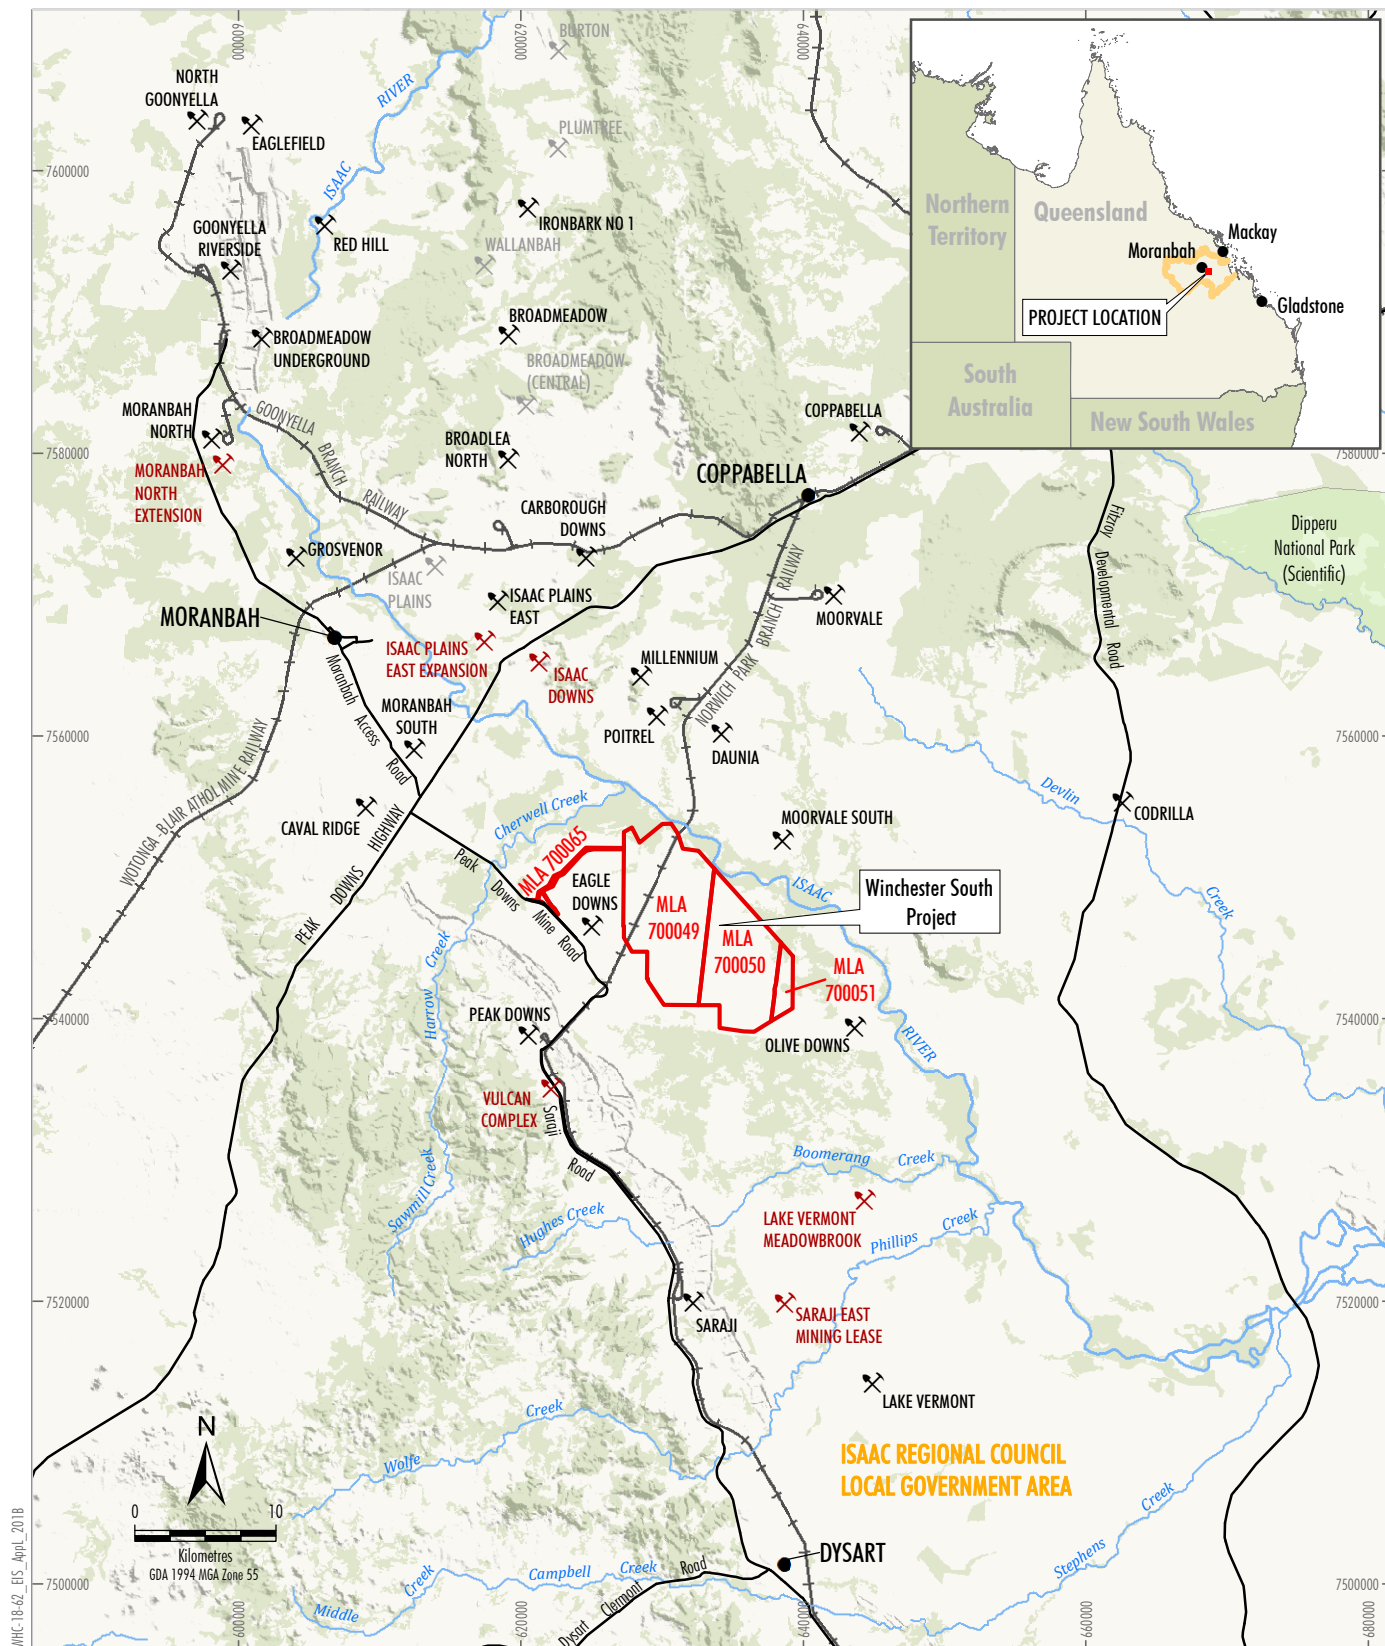 600000
620000
640000
BURTON
NORTH
GOONYELLA
RIVER
EAGLEFIELD
PLUMTREE
7600000
ISAAC
IRONBARK NO 1
GOONYELLA
RIVERSIDE
RED HILL
WALLANBAH
Northern
Territory
Queensland
Mackay
Moranbah
Gladstone
PROJECT LOCATION
South
Australia
New South Wales
BROADMEADOW
BROADMEADOW
UNDERGROUND
BROADMEADOW
(CENTRAL)
MORANBAH
NORTH
GOONYELLA
BRANCH
RAILWAY
COPPABELLA
BROADLEA
NORTH
7580000
7580000
MORANBAH
NORTH
EXTENSION
COPPABELLA
CARBOROUGH
DOWNS
Fitzroy
Developmental
Road
Dipperu
National Park
(Scientific)
GROSVENOR
ISAAC
PLAINS
ISAAC PLAINS
EAST
NORWICH PARK
BRANCH
RAILWAY
MOORVALE
MORANBAH
ISAAC PLAINS
EAST EXPANSION
ISAAC
DOWNS
MILLENNIUM
Moranbah
Access
Road
MORANBAH
SOUTH
POITREL
DAUNIA
7560000
7560000
WOTONGA-BLAIR ATHOL MINE RAILWAY
Devlin
Creek
CODRILLA
Cherwell Creek
MOORVALE SOUTH
CAVAL RIDGE
PEAK
DOWNS
HIGHWAY
Peak
Downs
Mine
Road
MLA 700065
EAGLE
DOWNS
ISAAC
RIVER
Winchester South
Project
MLA
700049
MLA
700050
MLA
700051
Harrow
Creek
PEAK DOWNS
7540000
7540000
OLIVE DOWNS
VULCAN
COMPLEX
Saraji
Road
Sawmill Creek
Boomerang
Creek
Hughes Creek
LAKE VERMONT
MEADOWBROOK
Phillips
Creek
7520000
7520000
SARAJI
SARAJI EAST
MINING LEASE
LAKE VERMONT
Wolfe
Creek
N
ISAAC REGIONAL COUNCIL
LOCAL GOVERNMENT AREA
0
10
Kilometres
GDA 1994 MGA Zone 55
Stephens
Creek
DYSART
7500000
7500000
Middle
Creek
Campbell
Creek
Dysart
Clermont
Road
600000
620000
640000
660000
680000
WHC-18-62_EIS_AppL_201B